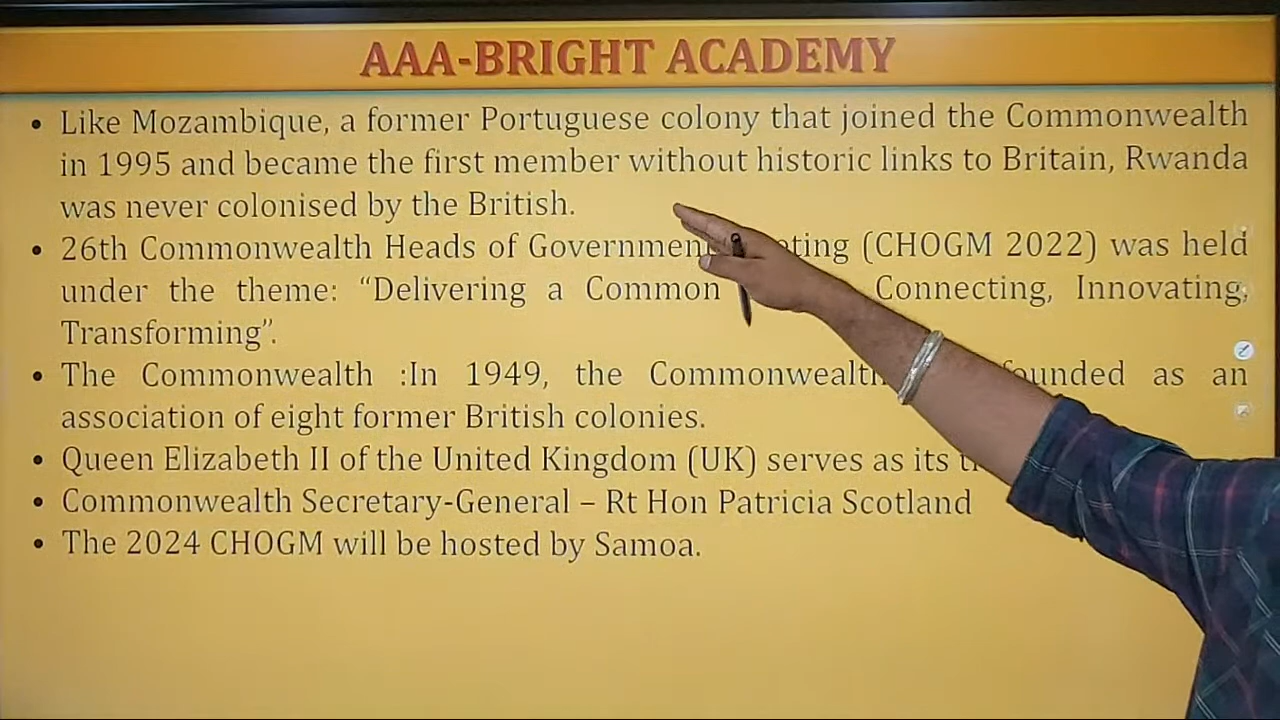 AAA-BRIGHT ACADEMY
• Like Mozambique, a former Portuguese colony that joined the Commonwealth
in 1995 and became the first member without historic links to Britain, Rwanda
was never colonised by the British.
• 26th Commonwealth Heads of Government (CHOGM 2022) was held
under the theme: “Delivering a Common Connecting, Innovating,
Transforming”.
• The Commonwealth :In 1949, the Commonwealth founded as an
association of eight former British colonies.
• Queen Elizabeth II of the United Kingdom (UK) serves as its
• Commonwealth Secretary-General – Rt Hon Patricia Scotland
• The 2024 CHOGM will be hosted by Samoa.